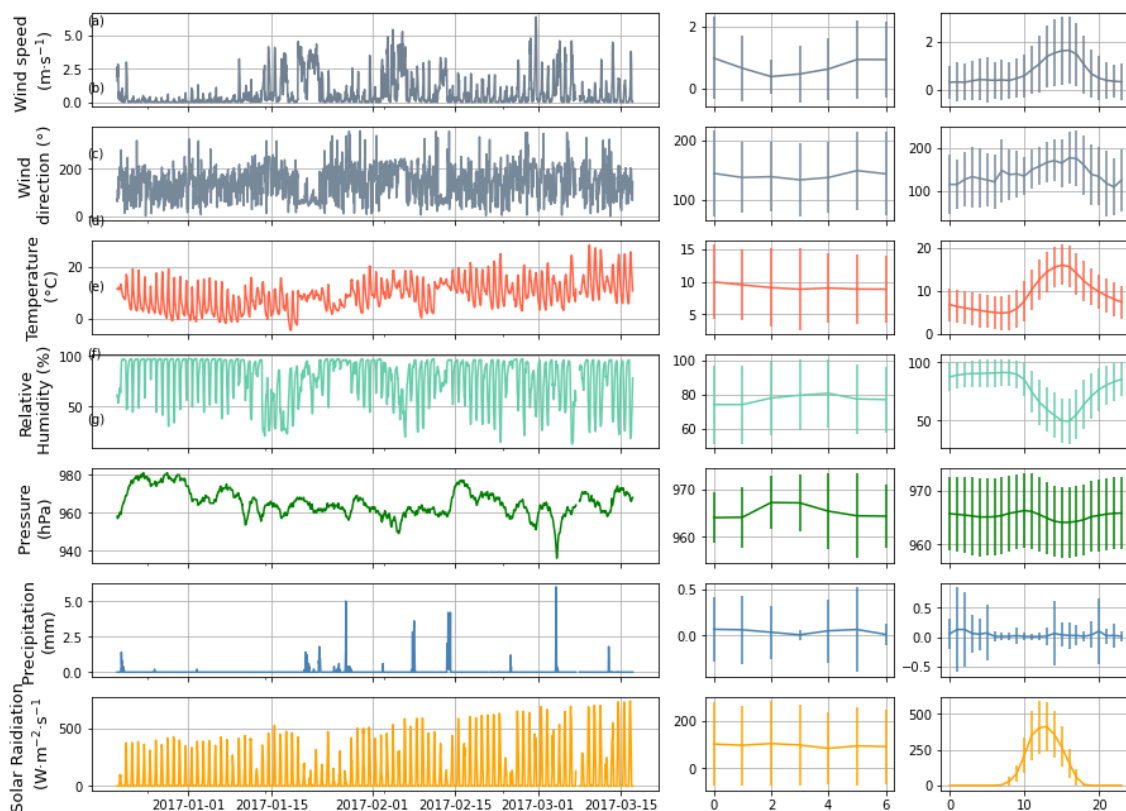 (a)
Wind speed
(m·s⁻¹)
5.0
2.5
0.0
(b)
2
0
2
0
(c)
Wind
direction (°)
200
0
(d)
200
100
200
100
Temperature
(°C)
20
0
(e)
15
10
5
20
10
0
(f)
Relative
Humidity (%)
100
50
(g)
100
80
60
100
50
Pressure
(hPa)
980
960
940
970
960
970
960
Precipitation
(mm)
5.0
2.5
0.0
0.5
0.0
0.5
0.0
−0.5
Solar Raidiation
(W·m⁻²·s⁻¹)
500
0
200
0
500
250
0
2017-01-01 2017-01-15 2017-02-01 2017-02-15 2017-03-01 2017-03-15
0 2 4 6
0 10 20